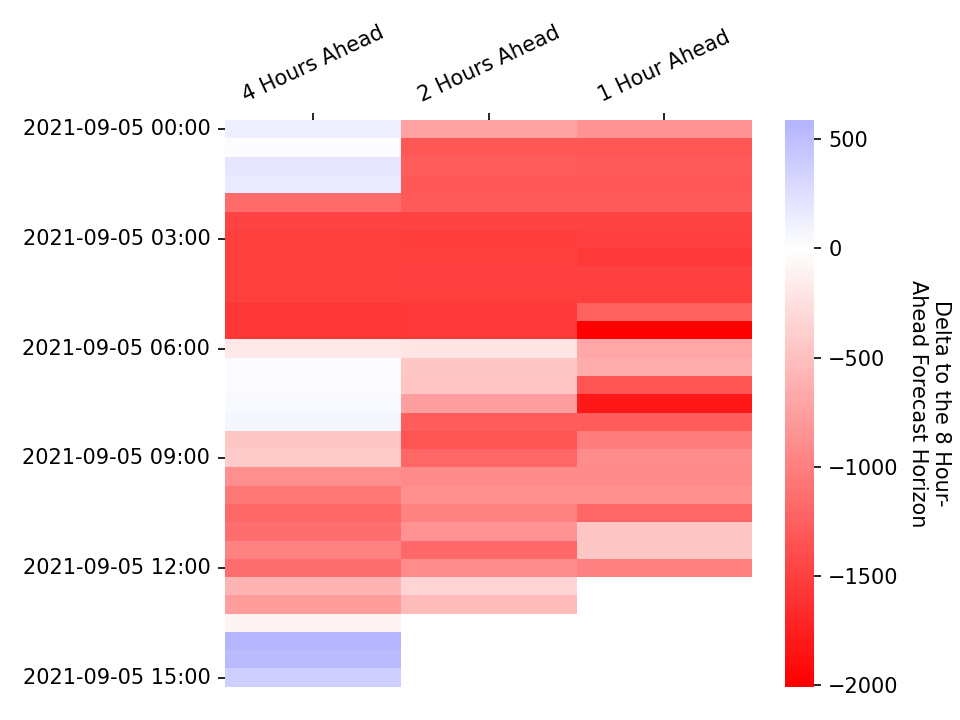 4 Hours Ahead
2 Hours Ahead
1 Hour Ahead
2021-09-05 00:00
2021-09-05 03:00
2021-09-05 06:00
2021-09-05 09:00
2021-09-05 12:00
2021-09-05 15:00
500
0
−500
−1000
−1500
−2000
Delta to the 8 Hour-
Ahead Forecast Horizon